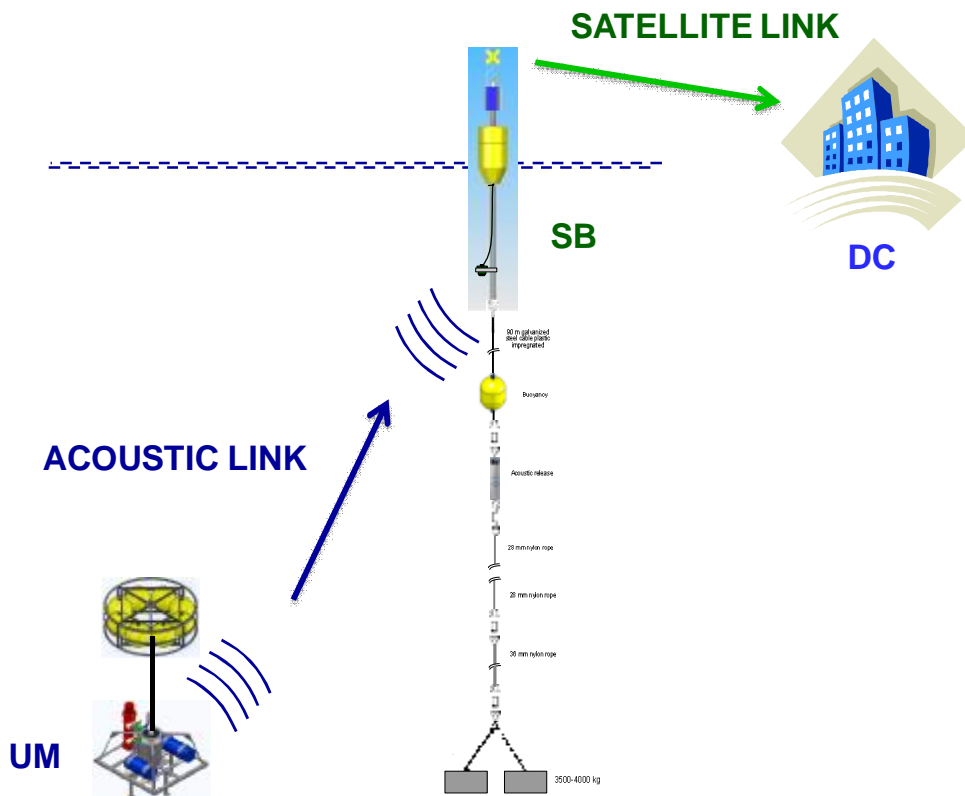 SATELLITE LINK
SB
DC
90 m galvanized
steel cable plastic
impregnated
Buoyancy
ACOUSTIC LINK
Acoustic release
28 mm nylon rope
28 mm nylon rope
36 mm nylon rope
UM
3500-4000 kg